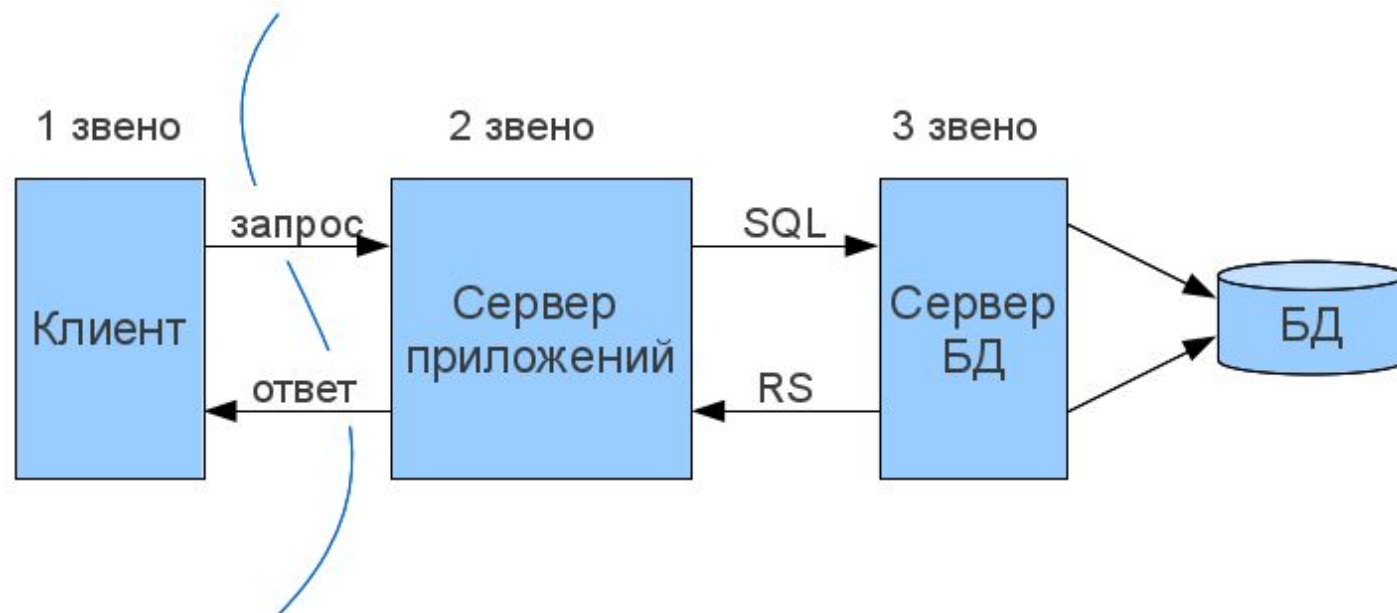 1 звено
2 звено
3 звено
запрос
SQL
Клиент
Сервер
приложений
Сервер
БД
БД
ответ
RS